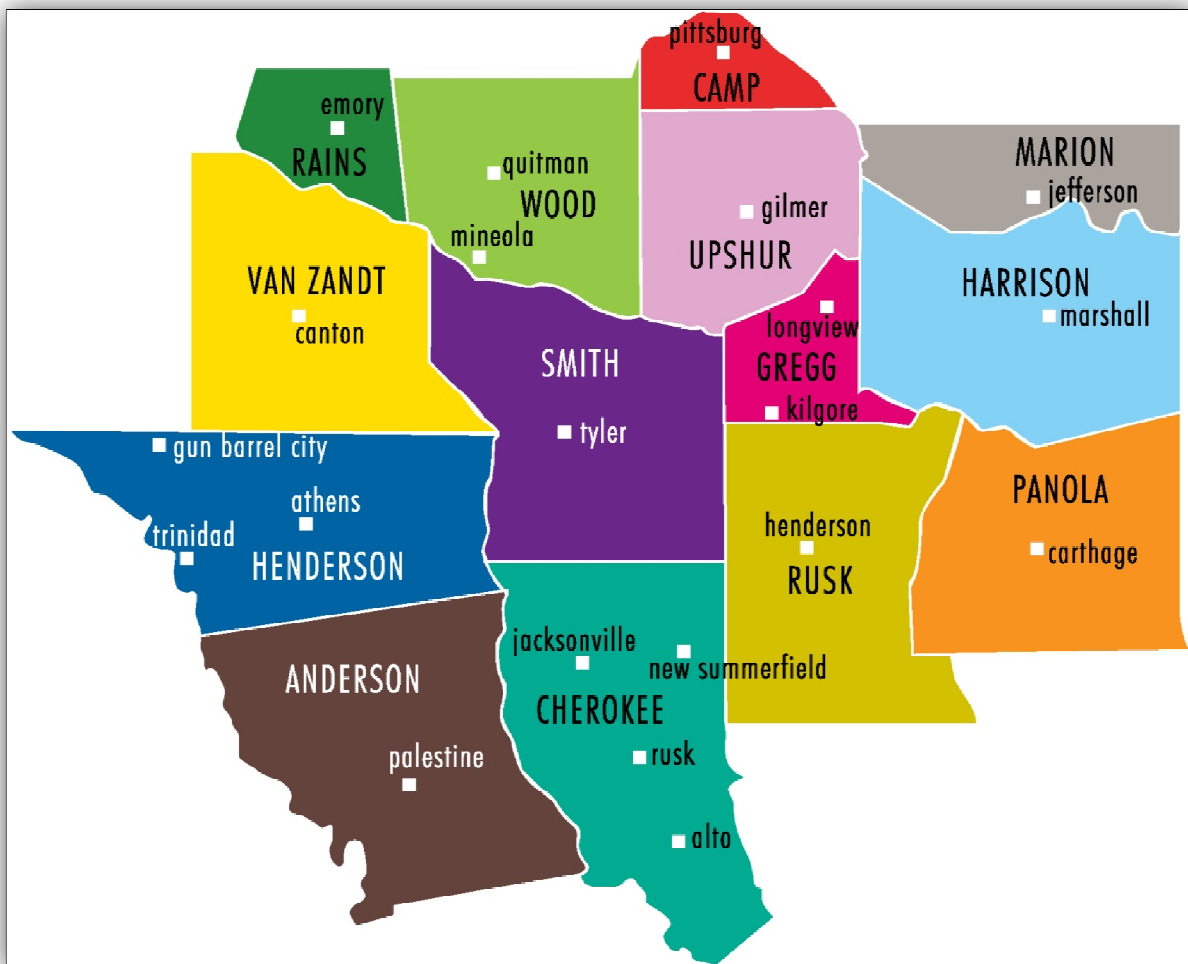 pittsburg
CAMP
emory
RAINS
quitman
WOOD
mineola
gilmer
UPSHUR
MARION
jefferson
VAN ZANDT
canton
HARRISON
marshall
longview
GREGG
kilgore
SMITH
tyler
gun barrel city
athens
trinidad
HENDERSON
henderson
RUSK
PANOLA
carthage
ANDERSON
palestine
jacksonville
new summerfield
CHEROKEE
rusk
alto